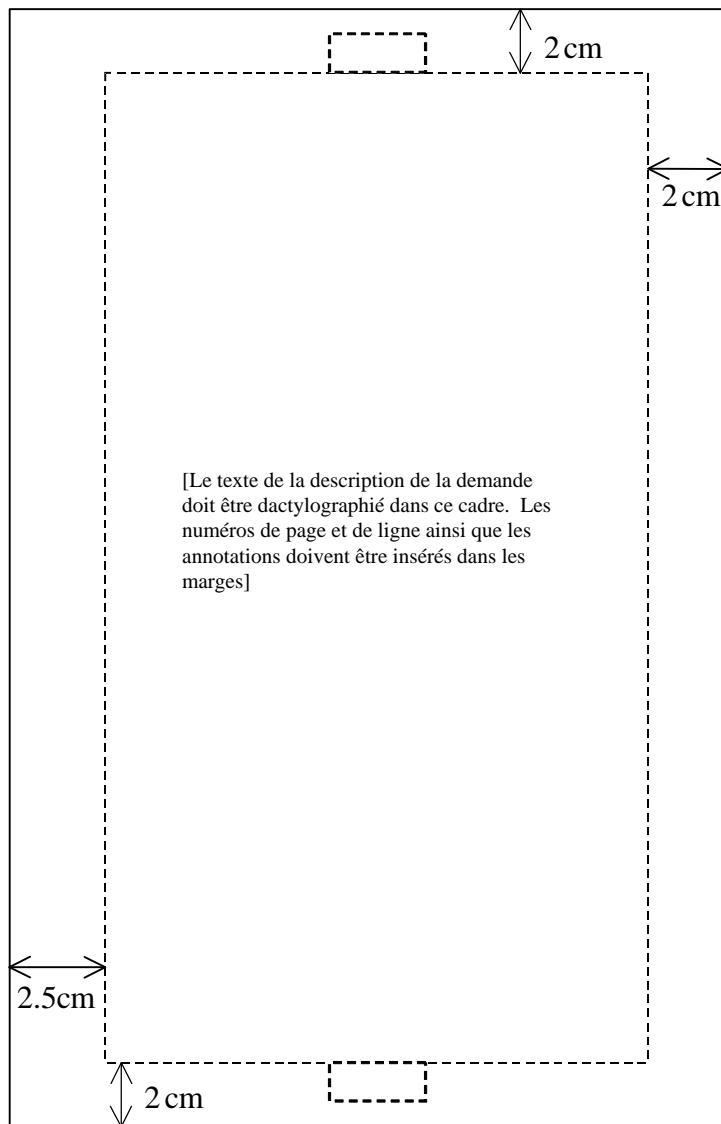 2 cm
2 cm
[Le texte de la description de la demande
doit être dactylographié dans ce cadre.  Les
numéros de page et de ligne ainsi que les
annotations doivent être insérés dans les
marges]
2.5cm
2 cm